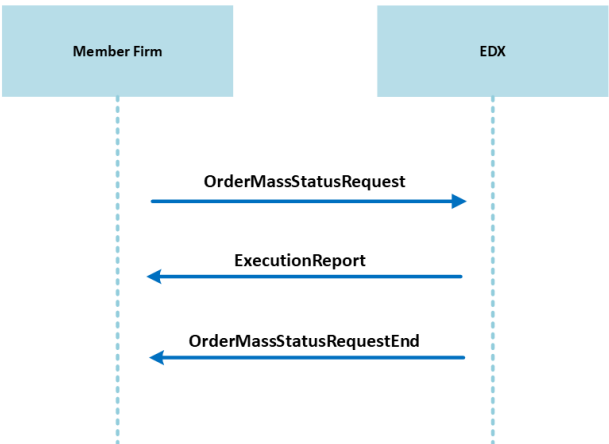 Member Firm
EDX
OrderMassStatusRequest
ExecutionReport
OrderMassStatusRequestEnd